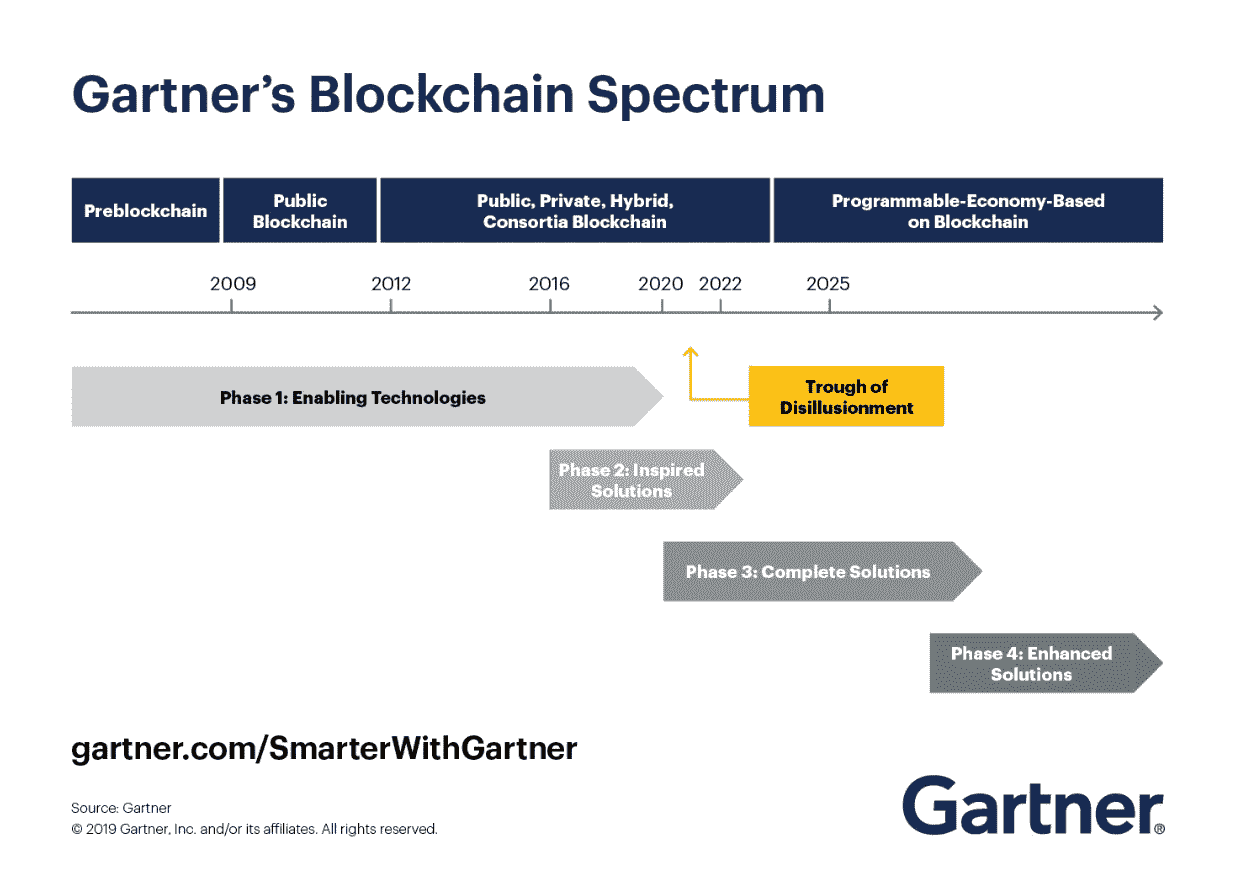 Gartner's Blockchain Spectrum
Preblockchain
Public
Blockchain
Public, Private, Hybrid,
Consortia Blockchain
Programmable-Economy-Based
on Blockchain
2009
2012
2016
2020
2022
2025
Phase 1: Enabling Technologies
Trough of
Disillusionment
Phase 2: Inspired
Solutions
Phase 3: Complete Solutions
Phase 4: Enhanced
Solutions
gartner.com/SmarterWithGartner
Source: Gartner
© 2019 Gartner, Inc. and/or its affiliates. All rights reserved.
Gartner®